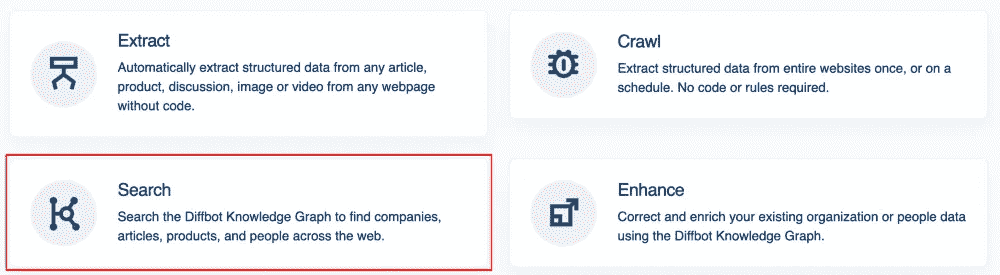 Extract
Automatically extract structured data from any article,
product, discussion, image or video from any webpage
without code.
Crawl
Extract structured data from entire websites once, or on a
schedule. No code or rules required.
Search
Search the Diffbot Knowledge Graph to find companies,
articles, products, and people across the web.
Enhance
Correct and enrich your existing organization or people data
using the Diffbot Knowledge Graph.